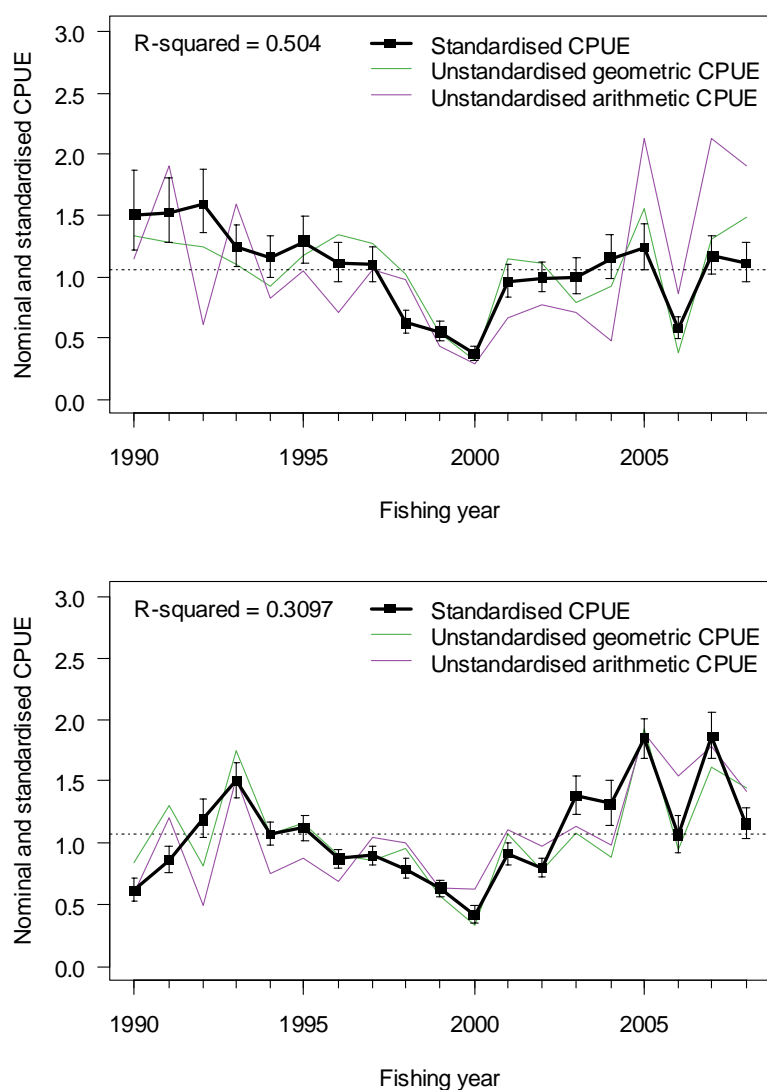 R-squared = 0.504
Standardised CPUE
Unstandardised geometric CPUE
Unstandardised arithmetic CPUE
Nominal and standardised CPUE
3.0
2.5
2.0
1.5
1.0
0.5
0.0
1990 1995 2000 2005
Fishing year
R-squared = 0.3097
Standardised CPUE
Unstandardised geometric CPUE
Unstandardised arithmetic CPUE
Nominal and standardised CPUE
3.0
2.5
2.0
1.5
1.0
0.5
0.0
1990 1995 2000 2005
Fishing year